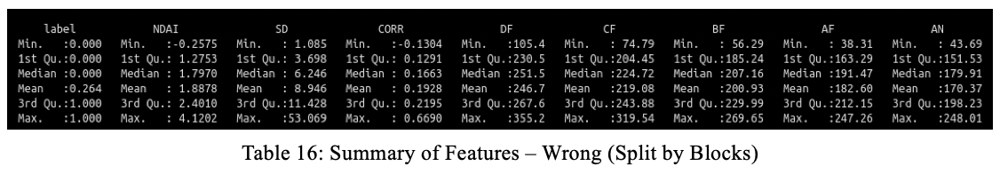 label NDAI SD CORR DF CF BF AF AN
Min. :0.000 Min. :-0.2575 Min. : 1.085 Min. :-0.1304 Min. :105.4 Min. : 74.79 Min. : 56.29 Min. : 38.31 Min. : 43.69
1st Qu.:0.000 1st Qu.: 1.2753 1st Qu.: 3.698 1st Qu.: 0.1291 1st Qu.:230.5 1st Qu.:204.45 1st Qu.:185.24 1st Qu.:163.29 1st Qu.:151.53
Median :0.000 Median : 1.7970 Median : 6.246 Median : 0.1663 Median :251.5 Median :224.72 Median :207.16 Median :191.47 Median :179.91
Mean :0.264 Mean : 1.8878 Mean : 8.946 Mean : 0.1928 Mean :246.7 Mean :219.08 Mean :200.93 Mean :182.60 Mean :170.37
3rd Qu.:1.000 3rd Qu.: 2.4010 3rd Qu.:11.428 3rd Qu.: 0.2195 3rd Qu.:267.6 3rd Qu.:243.88 3rd Qu.:229.99 3rd Qu.:212.15 3rd Qu.:198.23
Max. :1.000 Max. : 4.1202 Max. :53.069 Max. : 0.6690 Max. :355.2 Max. :319.54 Max. :269.65 Max. :247.26 Max. :248.01
Table 16: Summary of Features – Wrong (Split by Blocks)